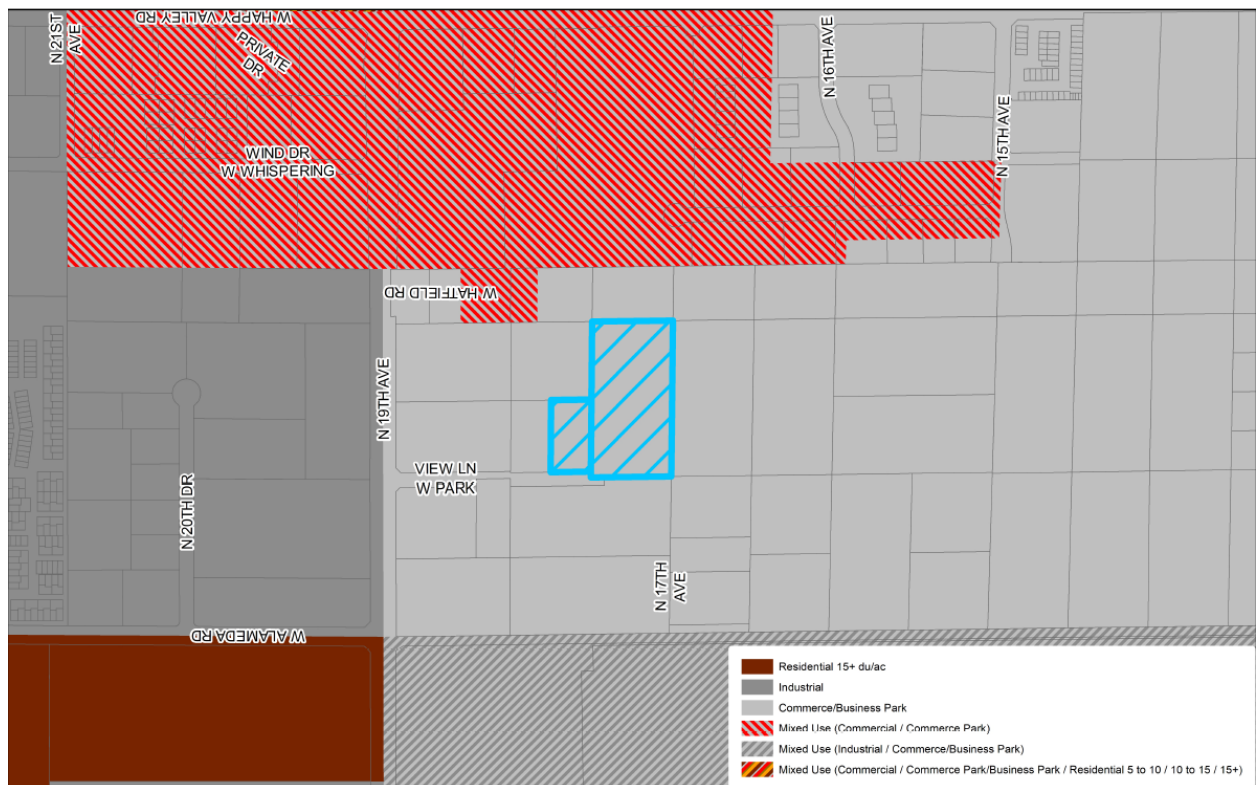 W HAPPY VALLEY RD
N 21ST
AVE
PRIVATE
DR
N 16TH AVE
N 15TH AVE
WIND DR
W WHISPERING
W HATFIELD RD
N 19TH AVE
VIEW LN
W PARK
N 20TH DR
N 17TH
AVE
W ALAMEDA RD
Residential 15+ du/ac
Industrial
Commerce/Business Park
Mixed Use (Commercial / Commerce Park)
Mixed Use (Industrial / Commerce/Business Park)
Mixed Use (Commercial / Commerce Park/Business Park / Residential 5 to 10 / 10 to 15 / 15+)